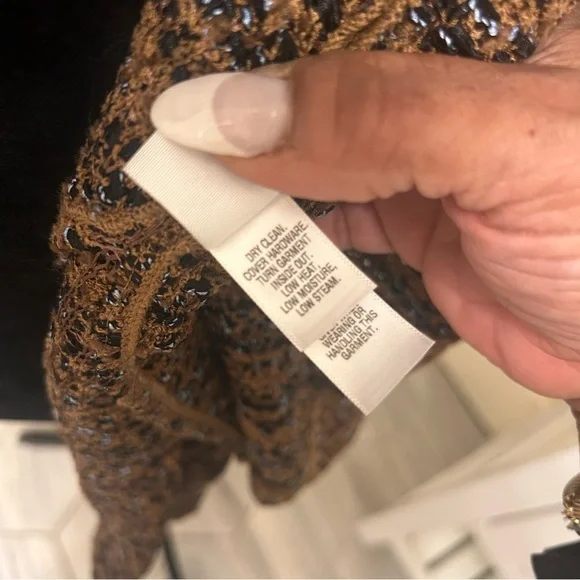 DRY CLEAN.
COVER HARDWARE.
TURN GARMENT
INSIDE OUT.
LOW HEAT,
LOW MOISTURE,
LOW STEAM.
WEARING OR
HANDLING THIS
GARMENT.